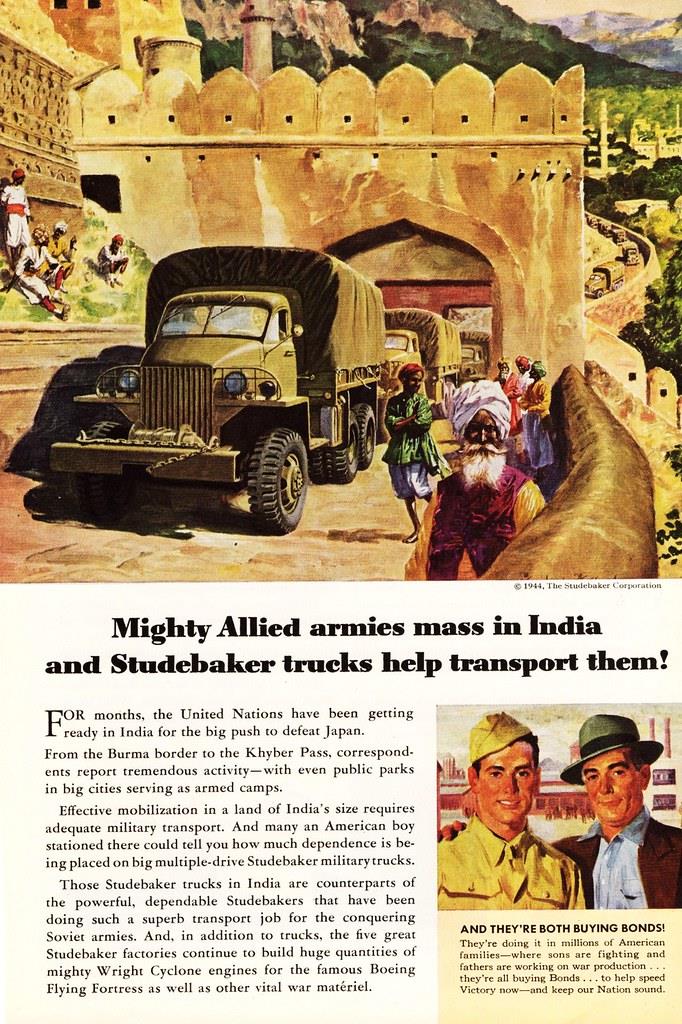 © 1944, The Studebaker Corporation
Mighty Allied armies mass in India
and Studebaker trucks help transport them!
FOR months, the United Nations have been getting
ready in India for the big push to defeat Japan.
From the Burma border to the Khyber Pass, correspond-
ents report tremendous activity—with even public parks
in big cities serving as armed camps.
Effective mobilization in a land of India's size requires
adequate military transport. And many an American boy
stationed there could tell you how much dependence is be-
ing placed on big multiple-drive Studebaker military trucks.
Those Studebaker trucks in India are counterparts of
the powerful, dependable Studebakers that have been
doing such a superb transport job for the conquering
Soviet armies. And, in addition to trucks, the five great
Studebaker factories continue to build huge quantities of
mighty Wright Cyclone engines for the famous Boeing
Flying Fortress as well as other vital war matériel.
AND THEY'RE BOTH BUYING BONDS!
They're doing it in millions of American
families—where sons are fighting and
fathers are working on war production . . .
they're all buying Bonds . . . to help speed
Victory now—and keep our Nation sound.